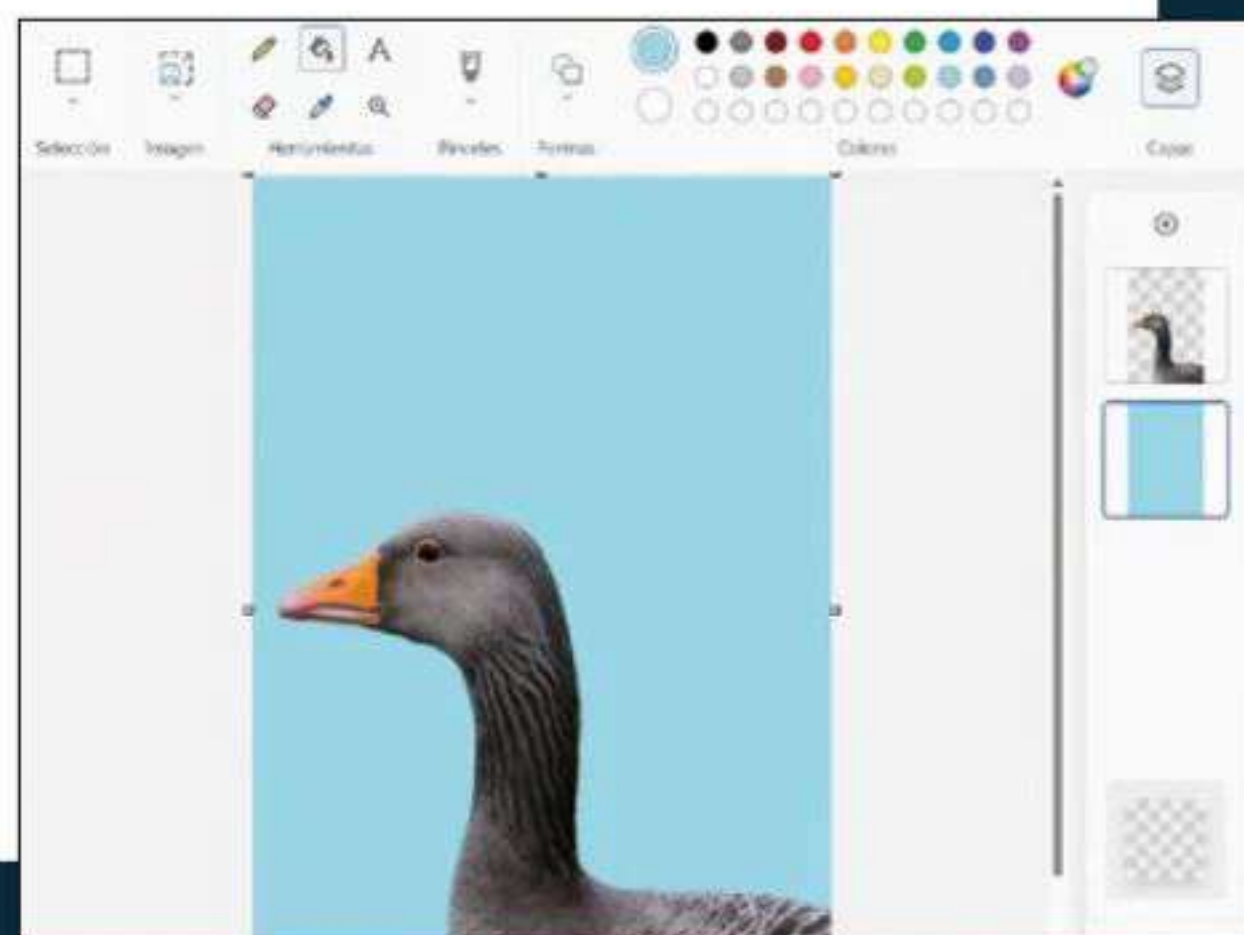 A
Selección
Imagen
Herramientas
Pinceles
Formas
Colores
Capas